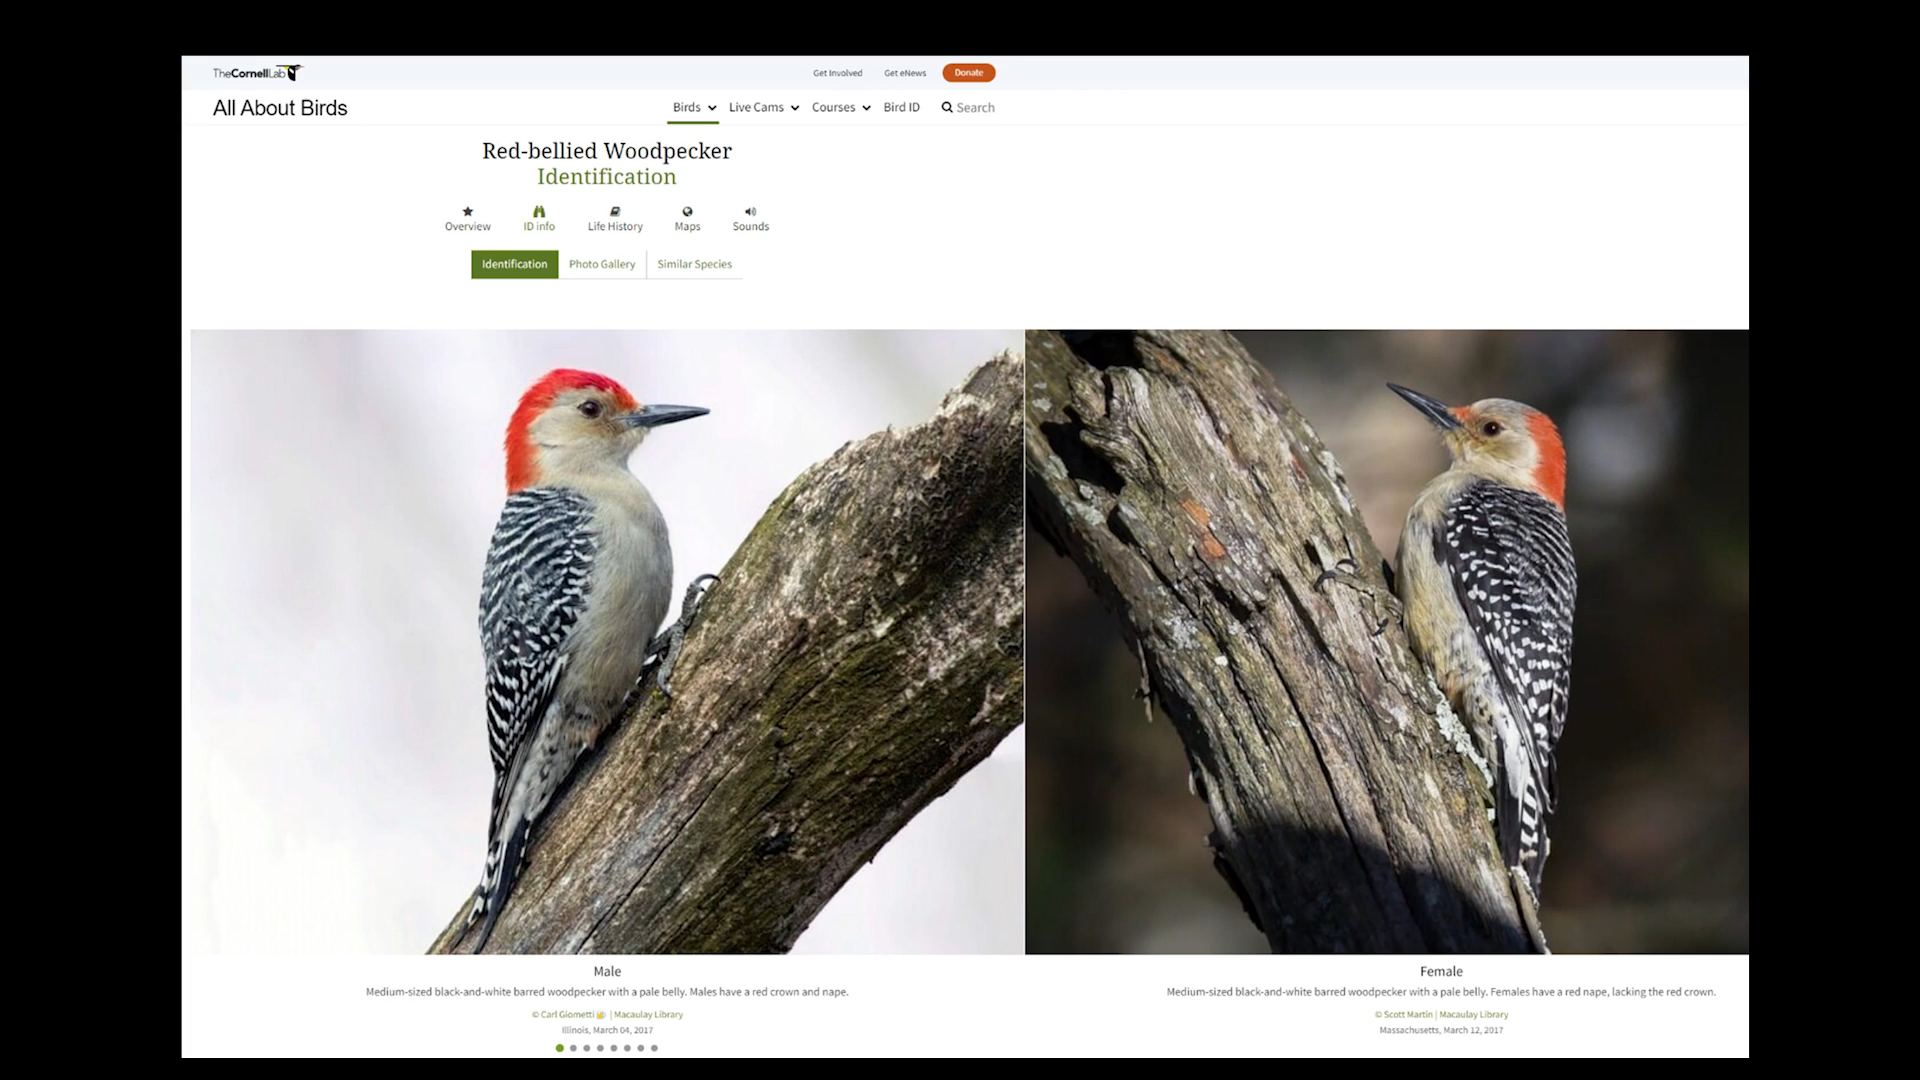 TheCornellLab
Get Involved Get eNews Donate
All About Birds
Birds Live Cams Courses Bird ID Search
Red-bellied Woodpecker
Identification
Overview ID info Life History Maps Sounds
Identification Photo Gallery Similar Species
Male
Medium-sized black-and-white barred woodpecker with a pale belly. Males have a red crown and nape.
© Carl Giometti | Macaulay Library
Illinois, March 04, 2017
Female
Medium-sized black-and-white barred woodpecker with a pale belly. Females have a red nape, lacking the red crown.
© Scott Martin | Macaulay Library
Massachusetts, March 12, 2017